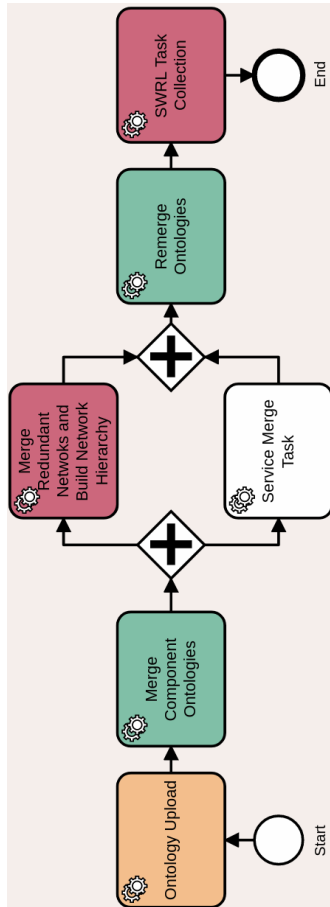 Start
Ontology Upload
Merge
Component
Ontologies
Merge
Redundant
Netwoks and
Build Network
Hierarchy
Service Merge
Task
Remerge
Ontologies
SWRL Task
Collection
End